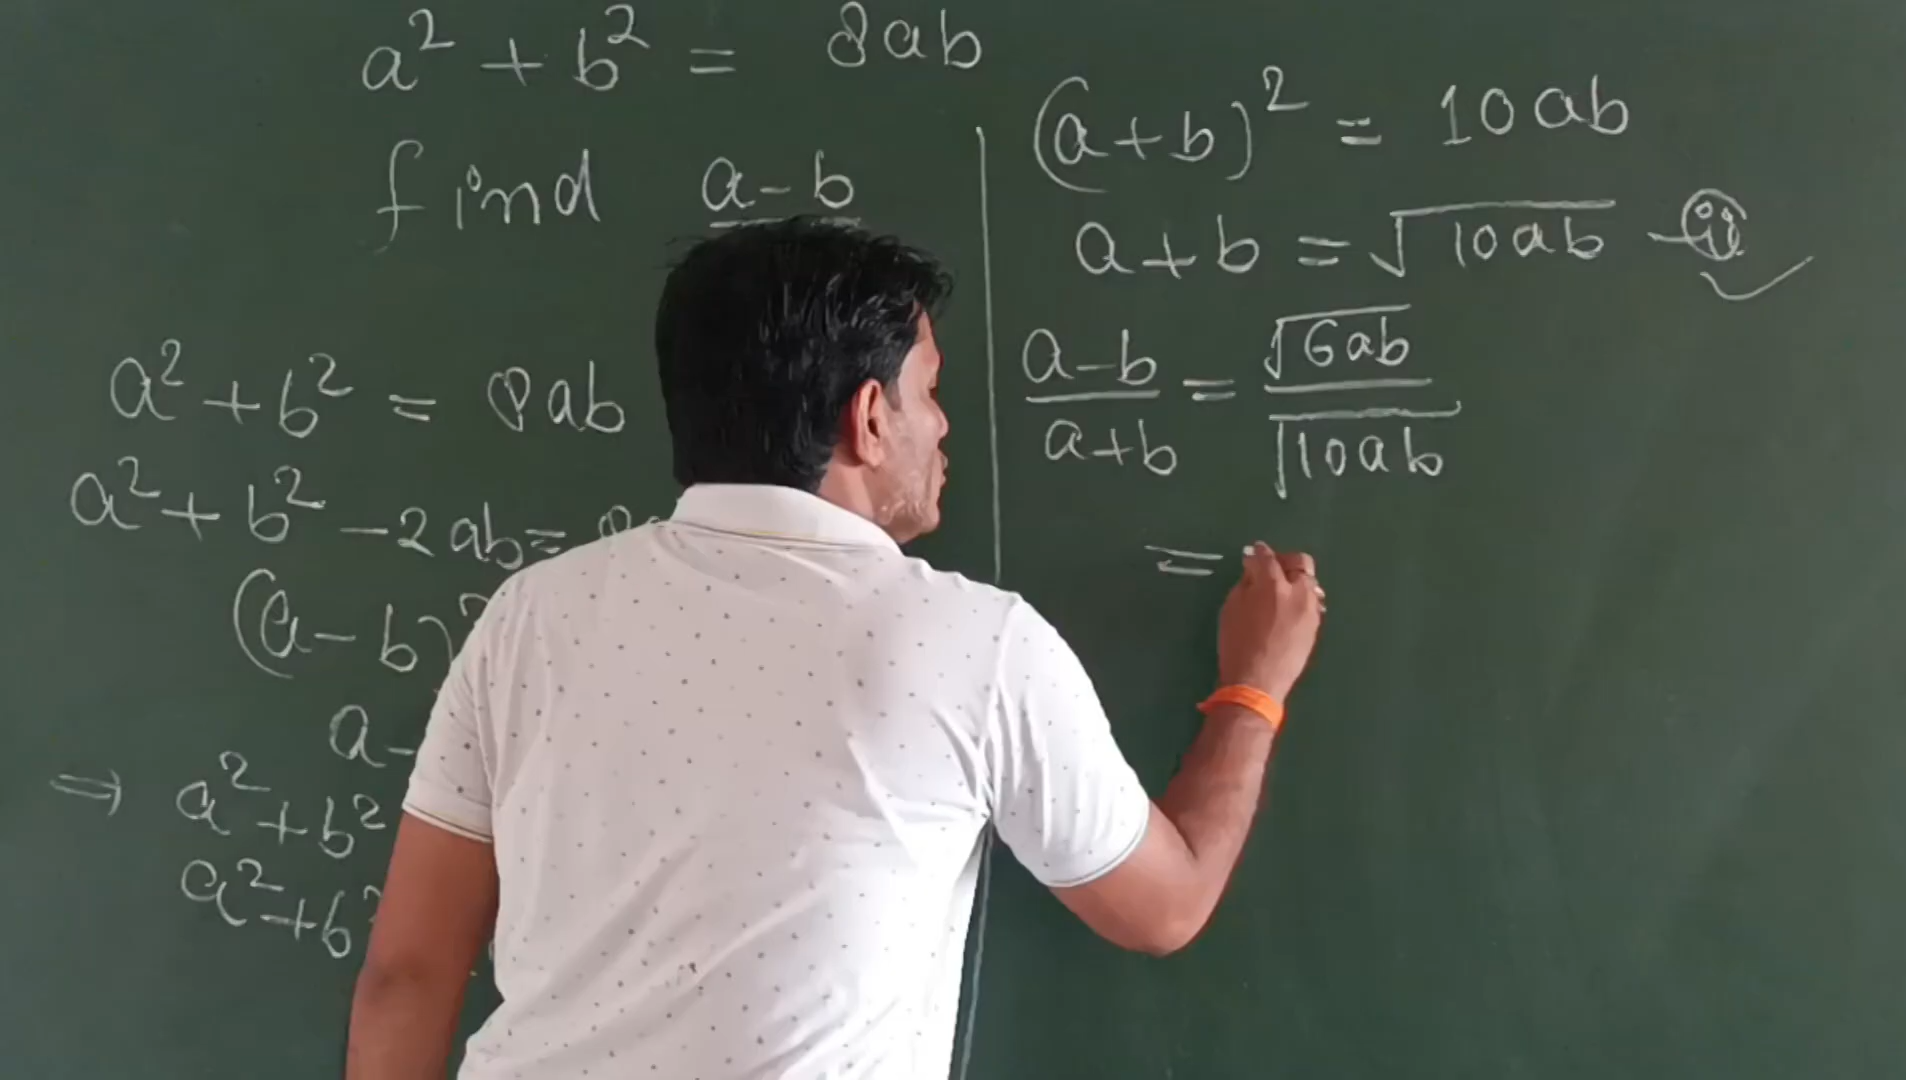 a² + b² = 8ab
find a-b
a² + b² = 8ab
a² + b² - 2ab =
(a-b)
a-
⇒ a² + b²
a² + b²
(a+b)² = 10ab
a+b = √10ab - (ii)
a-b = √6ab
a+b √10ab
=